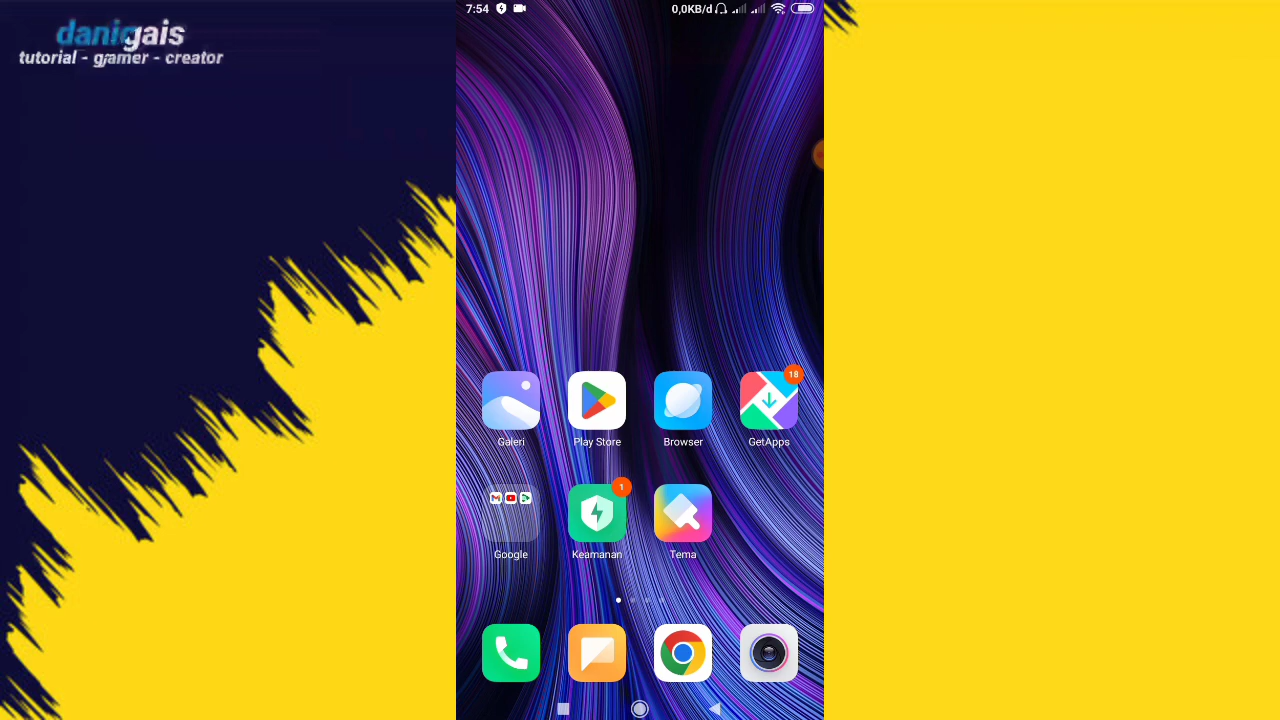 danigais
tutorial - gamer - creator
7:54
0,0KB/d
18
Galeri
Play Store
Browser
GetApps
1
Google
Keamanan
Tema